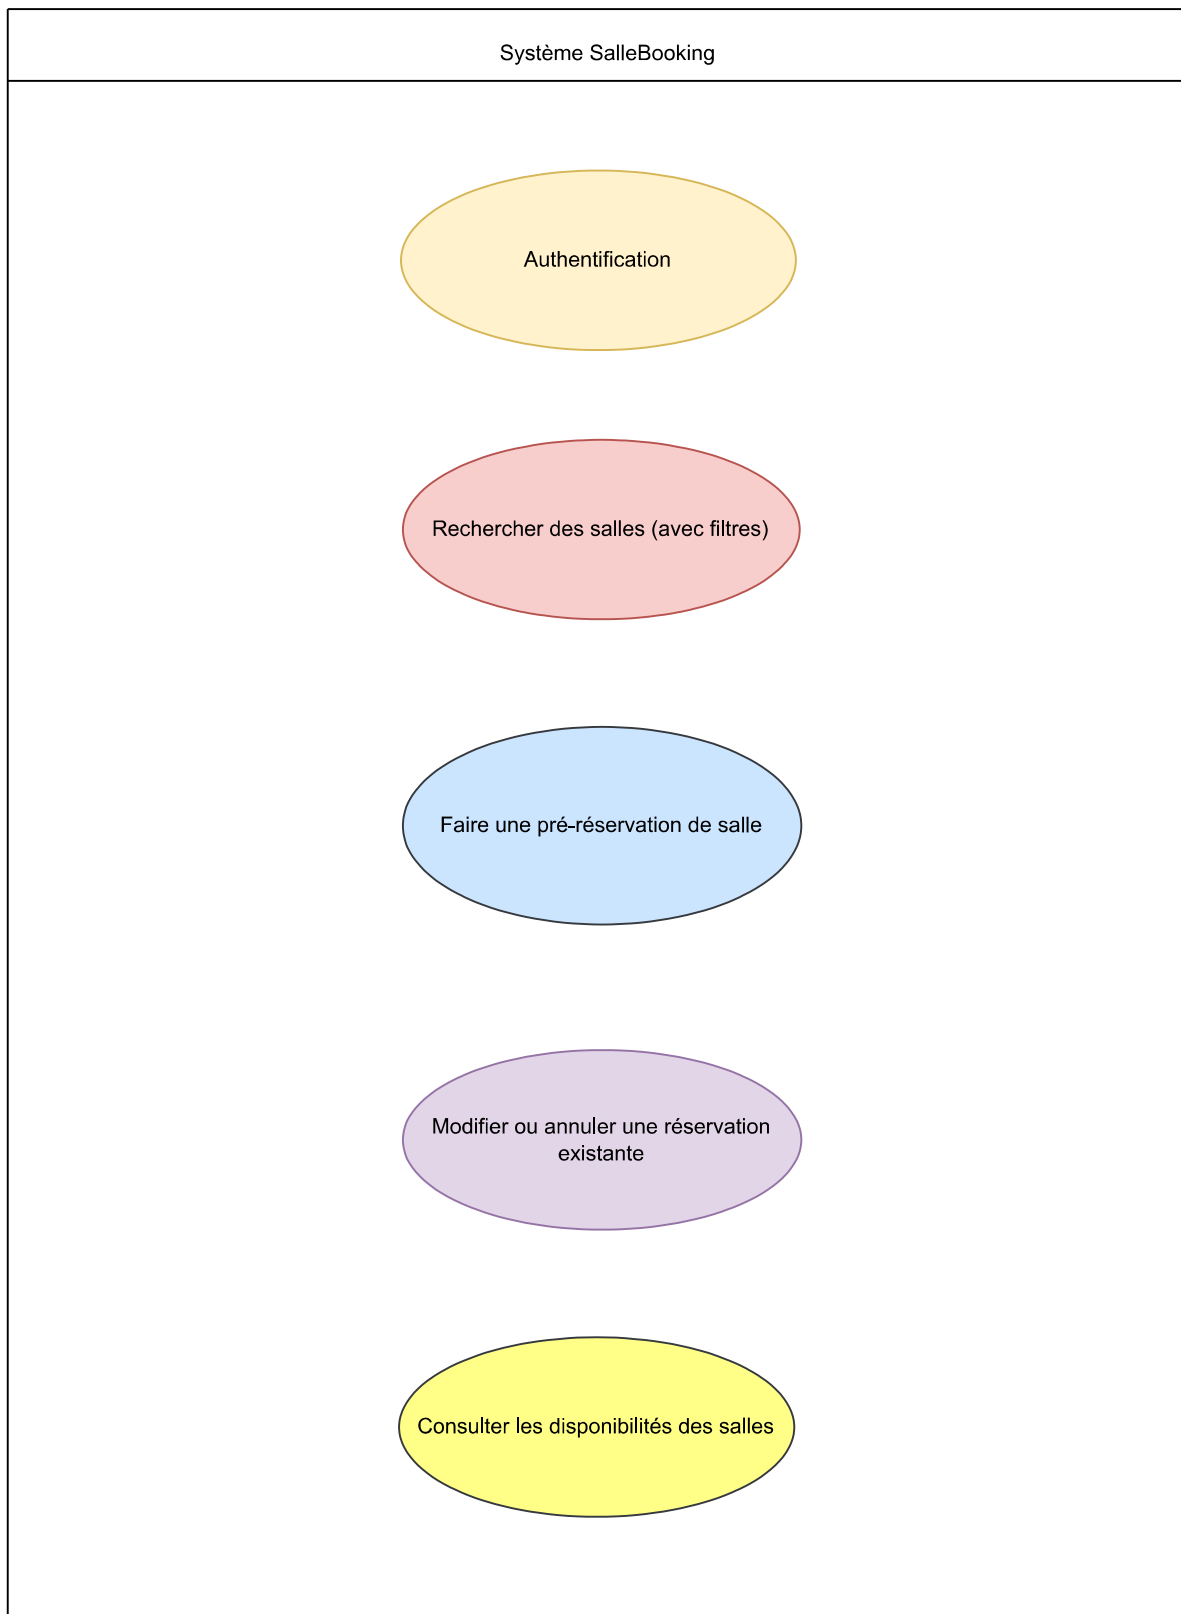 Système SalleBooking
Authentification
Rechercher des salles (avec filtres)
Faire une pré-réservation de salle
Modifier ou annuler une réservation
existante
Consulter les disponibilités des salles